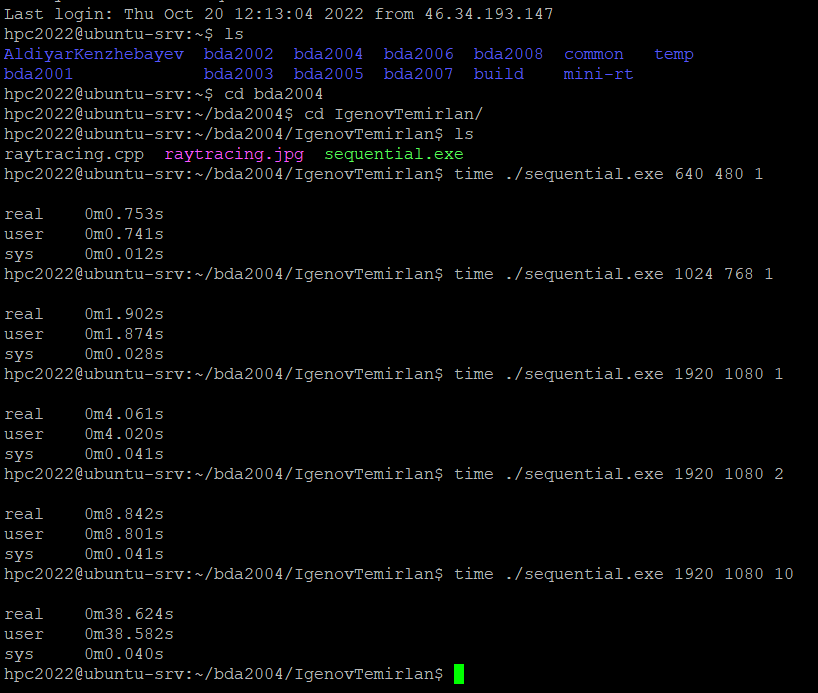 Last login: Thu Oct 20 12:13:04 2022 from 46.34.193.147
hpc2022@ubuntu-srv:~$ ls
AldiyarKenzhebayev  bda2002  bda2004  bda2006  bda2008  common   temp
bda2001             bda2003  bda2005  bda2007  build    mini-rt
hpc2022@ubuntu-srv:~$ cd bda2004
hpc2022@ubuntu-srv:~/bda2004$ cd IgenovTemirlan/
hpc2022@ubuntu-srv:~/bda2004/IgenovTemirlan$ ls
raytracing.cpp  raytracing.jpg  sequential.exe
hpc2022@ubuntu-srv:~/bda2004/IgenovTemirlan$ time ./sequential.exe 640 480 1

real    0m0.753s
user    0m0.741s
sys     0m0.012s
hpc2022@ubuntu-srv:~/bda2004/IgenovTemirlan$ time ./sequential.exe 1024 768 1

real    0m1.902s
user    0m1.874s
sys     0m0.028s
hpc2022@ubuntu-srv:~/bda2004/IgenovTemirlan$ time ./sequential.exe 1920 1080 1

real    0m4.061s
user    0m4.020s
sys     0m0.041s
hpc2022@ubuntu-srv:~/bda2004/IgenovTemirlan$ time ./sequential.exe 1920 1080 2

real    0m8.842s
user    0m8.801s
sys     0m0.041s
hpc2022@ubuntu-srv:~/bda2004/IgenovTemirlan$ time ./sequential.exe 1920 1080 10

real    0m38.624s
user    0m38.582s
sys     0m0.040s
hpc2022@ubuntu-srv:~/bda2004/IgenovTemirlan$